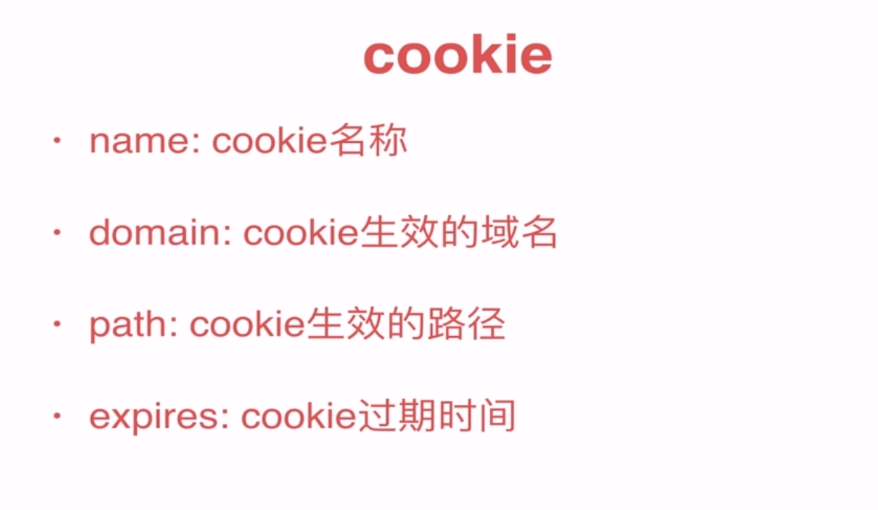 cookie
· name: cookie名称
· domain: cookie生效的域名
· path: cookie生效的路径
· expires: cookie过期时间